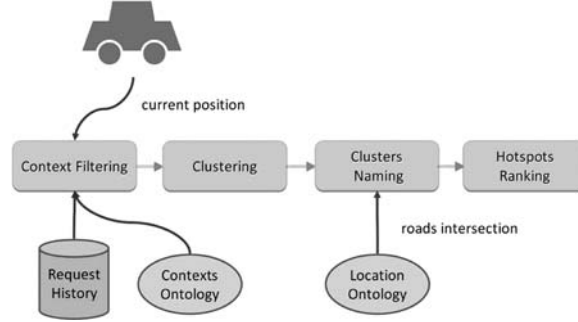 current position
Context Filtering
Clustering
Clusters
Naming
Hotspots
Ranking
roads intersection
Request
History
Contexts
Ontology
Location
Ontology